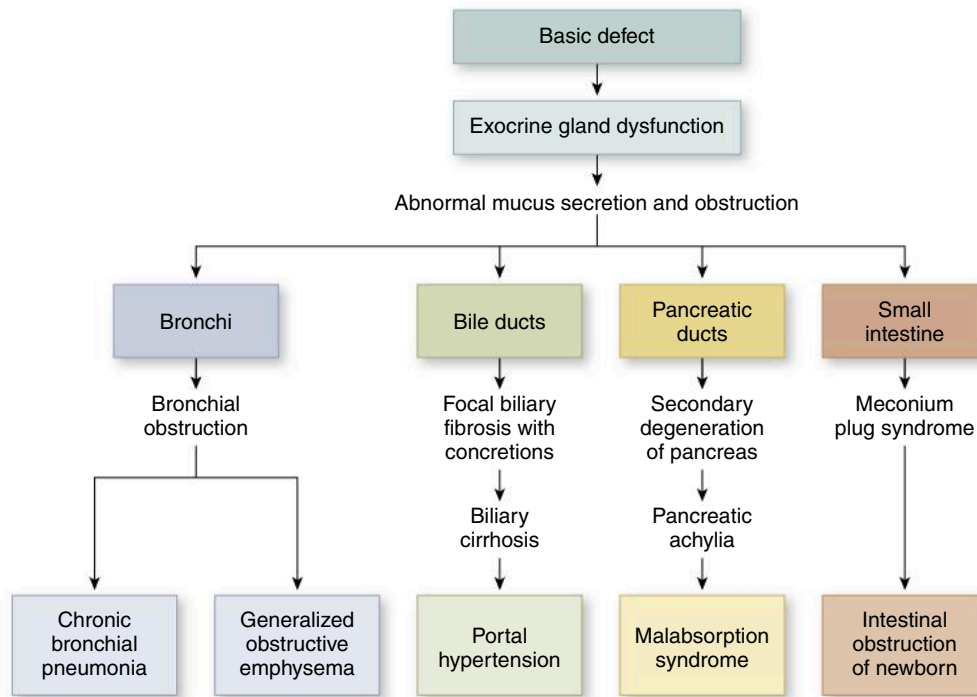 Basic defect
Exocrine gland dysfunction
Abnormal mucus secretion and obstruction
Bronchi
Bile ducts
Pancreatic
ducts
Small
intestine
Bronchial
obstruction
Focal biliary
fibrosis with
concretions
Secondary
degeneration
of pancreas
Meconium
plug syndrome
Biliary
cirrhosis
Pancreatic
achylia
Chronic
bronchial
pneumonia
Generalized
obstructive
emphysema
Portal
hypertension
Malabsorption
syndrome
Intestinal
obstruction
of newborn